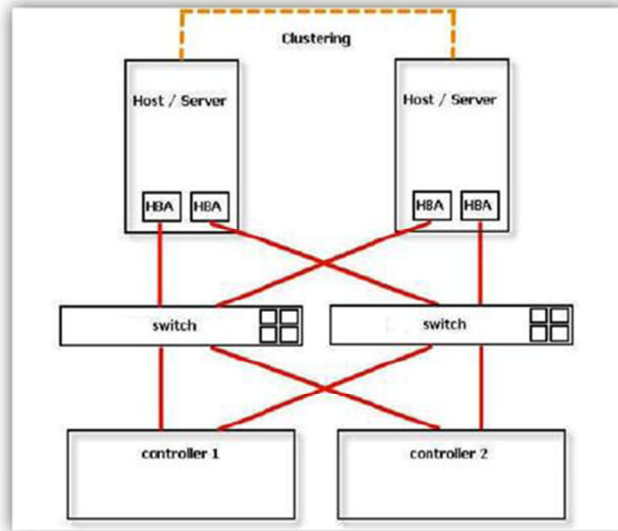 Clustering
Host / Server
Host / Server
HBA
HBA
HBA
HBA
switch
switch
controller 1
controller 2